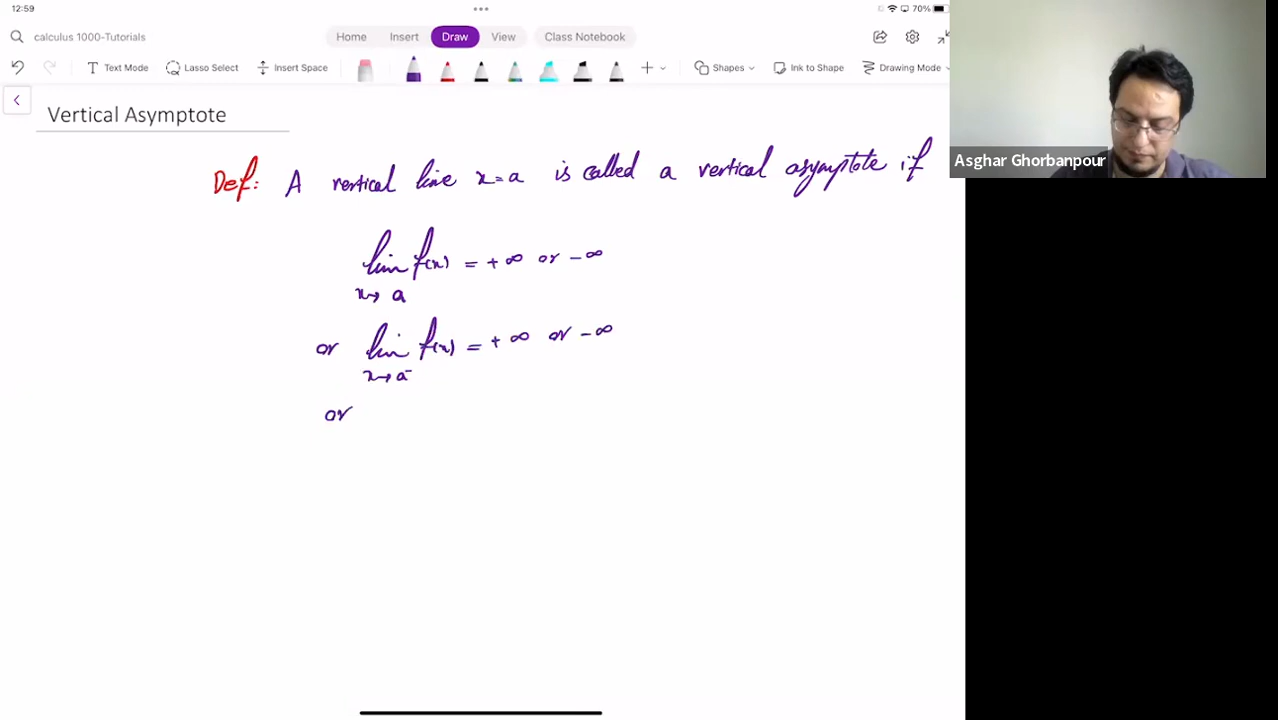 12:59
70%
calculus 1000-Tutorials
Home Insert Draw View Class Notebook
Text Mode Lasso Select Insert Space Shapes Ink to Shape Drawing Mode
Vertical Asymptote
Asghar Ghorbanpour
Def: A vertical line x=a is called a vertical asymptote if
lim f(x) = +∞ or -∞
x→a
or lim f(x) = +∞ or -∞
x→a⁻
or